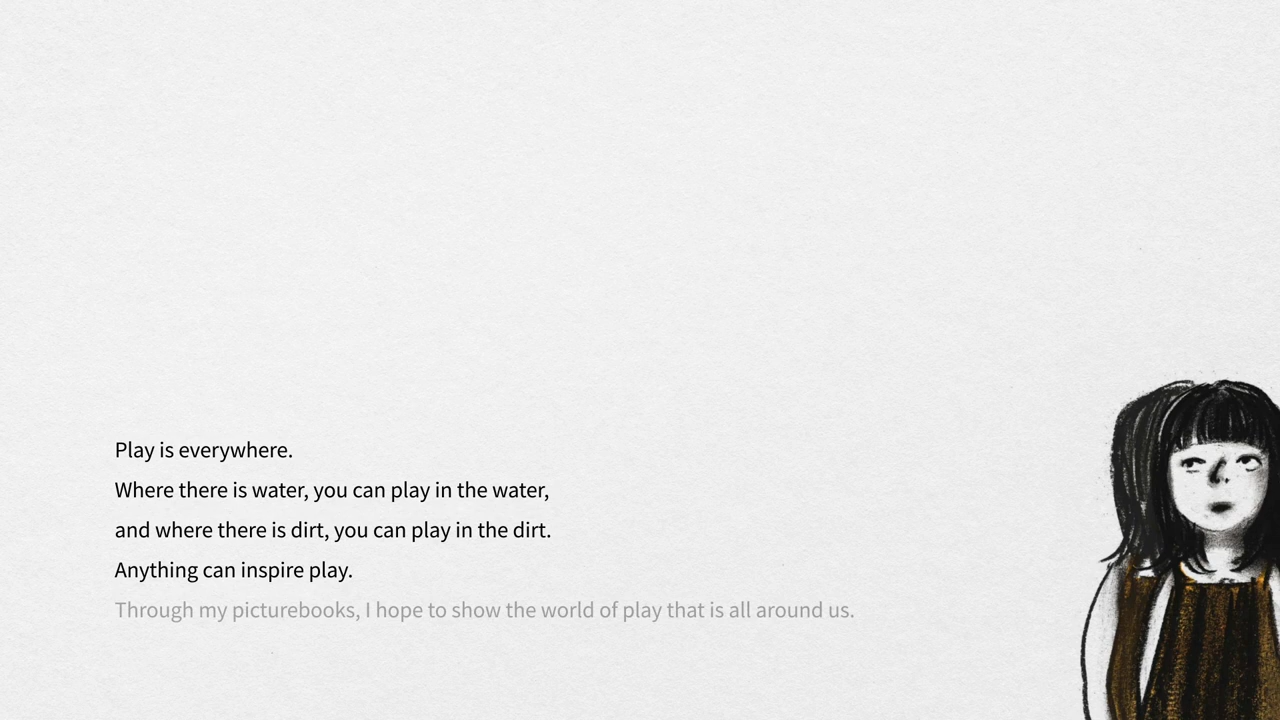 Play is everywhere.
Where there is water, you can play in the water,
and where there is dirt, you can play in the dirt.
Anything can inspire play.
Through my picturebooks, I hope to show the world of play that is all around us.